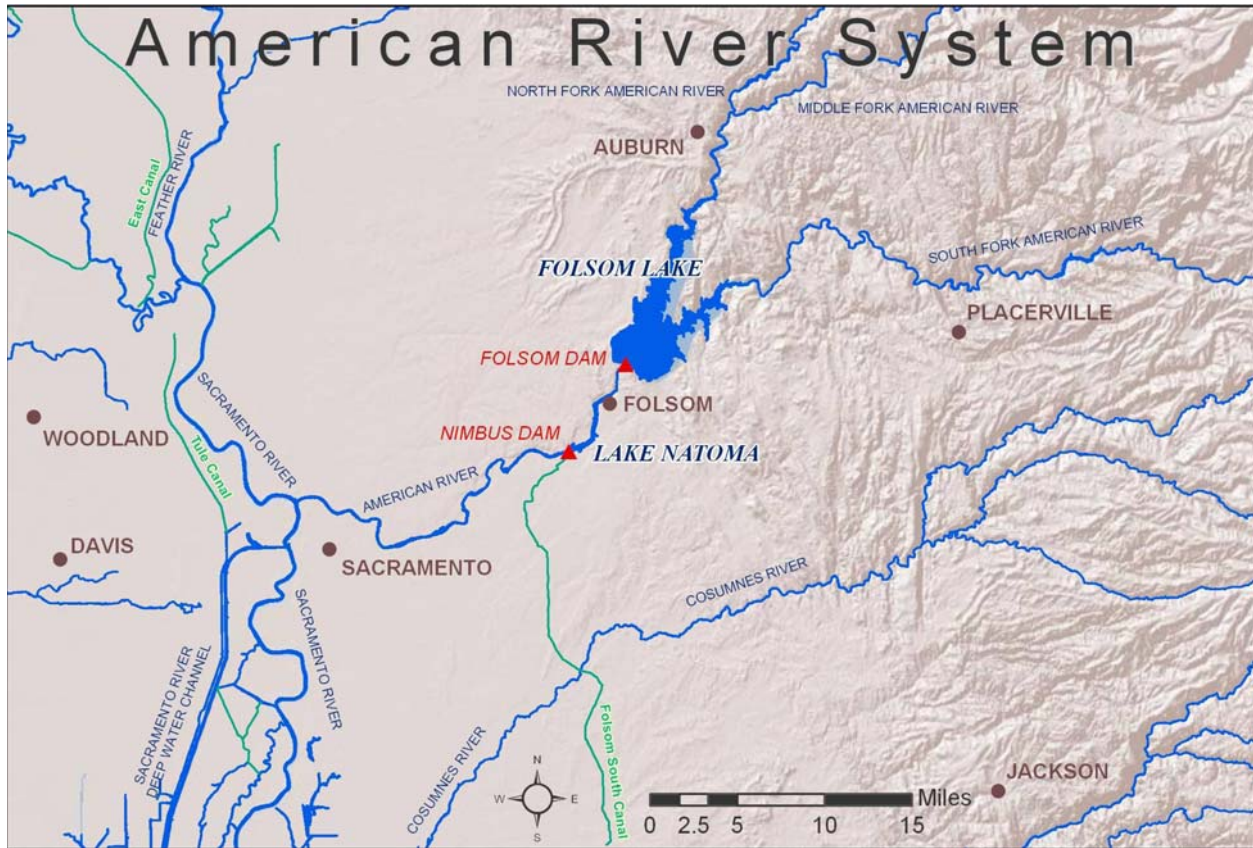 American River System
NORTH FORK AMERICAN RIVER
MIDDLE FORK AMERICAN RIVER
AUBURN
East Canal
FEATHER RIVER
SOUTH FORK AMERICAN RIVER
FOLSOM LAKE
PLACERVILLE
FOLSOM DAM
SACRAMENTO RIVER
FOLSOM
WOODLAND
NIMBUS DAM
LAKE NATOMA
Tule Canal
AMERICAN RIVER
DAVIS
SACRAMENTO
COSUMNES RIVER
SACRAMENTO RIVER
SACRAMENTO RIVER
DEEP WATER CHANNEL
Folsom South Canal
COSUMNES RIVER
N
W
E
S
JACKSON
Miles
0 2.5 5 10 15